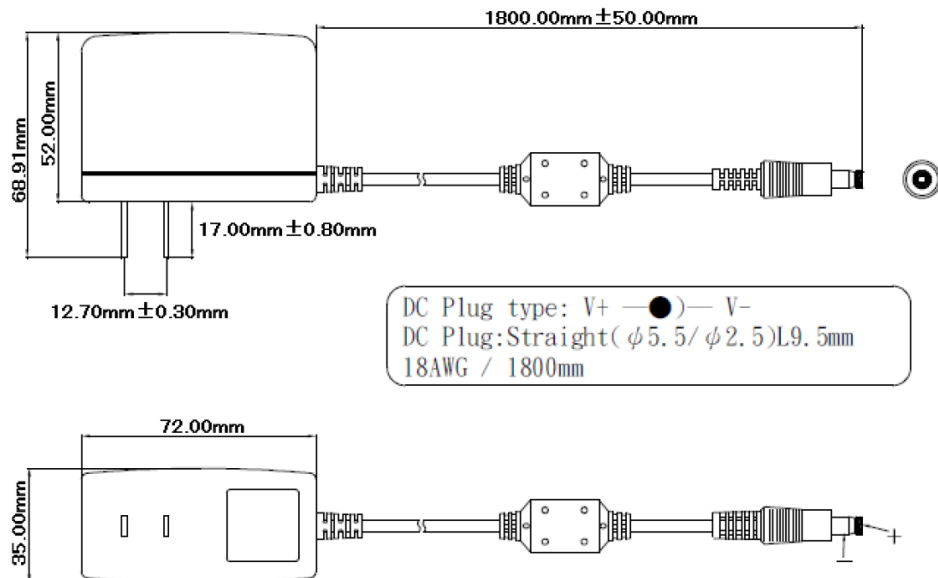 1800.00mm±50.00mm
68.91mm
52.00mm
17.00mm±0.80mm
12.70mm±0.30mm
DC Plug type: V+ —●)— V-
DC Plug:Straight(ϕ5.5/ϕ2.5)L9.5mm
18AWG / 1800mm
72.00mm
35.00mm
+
—